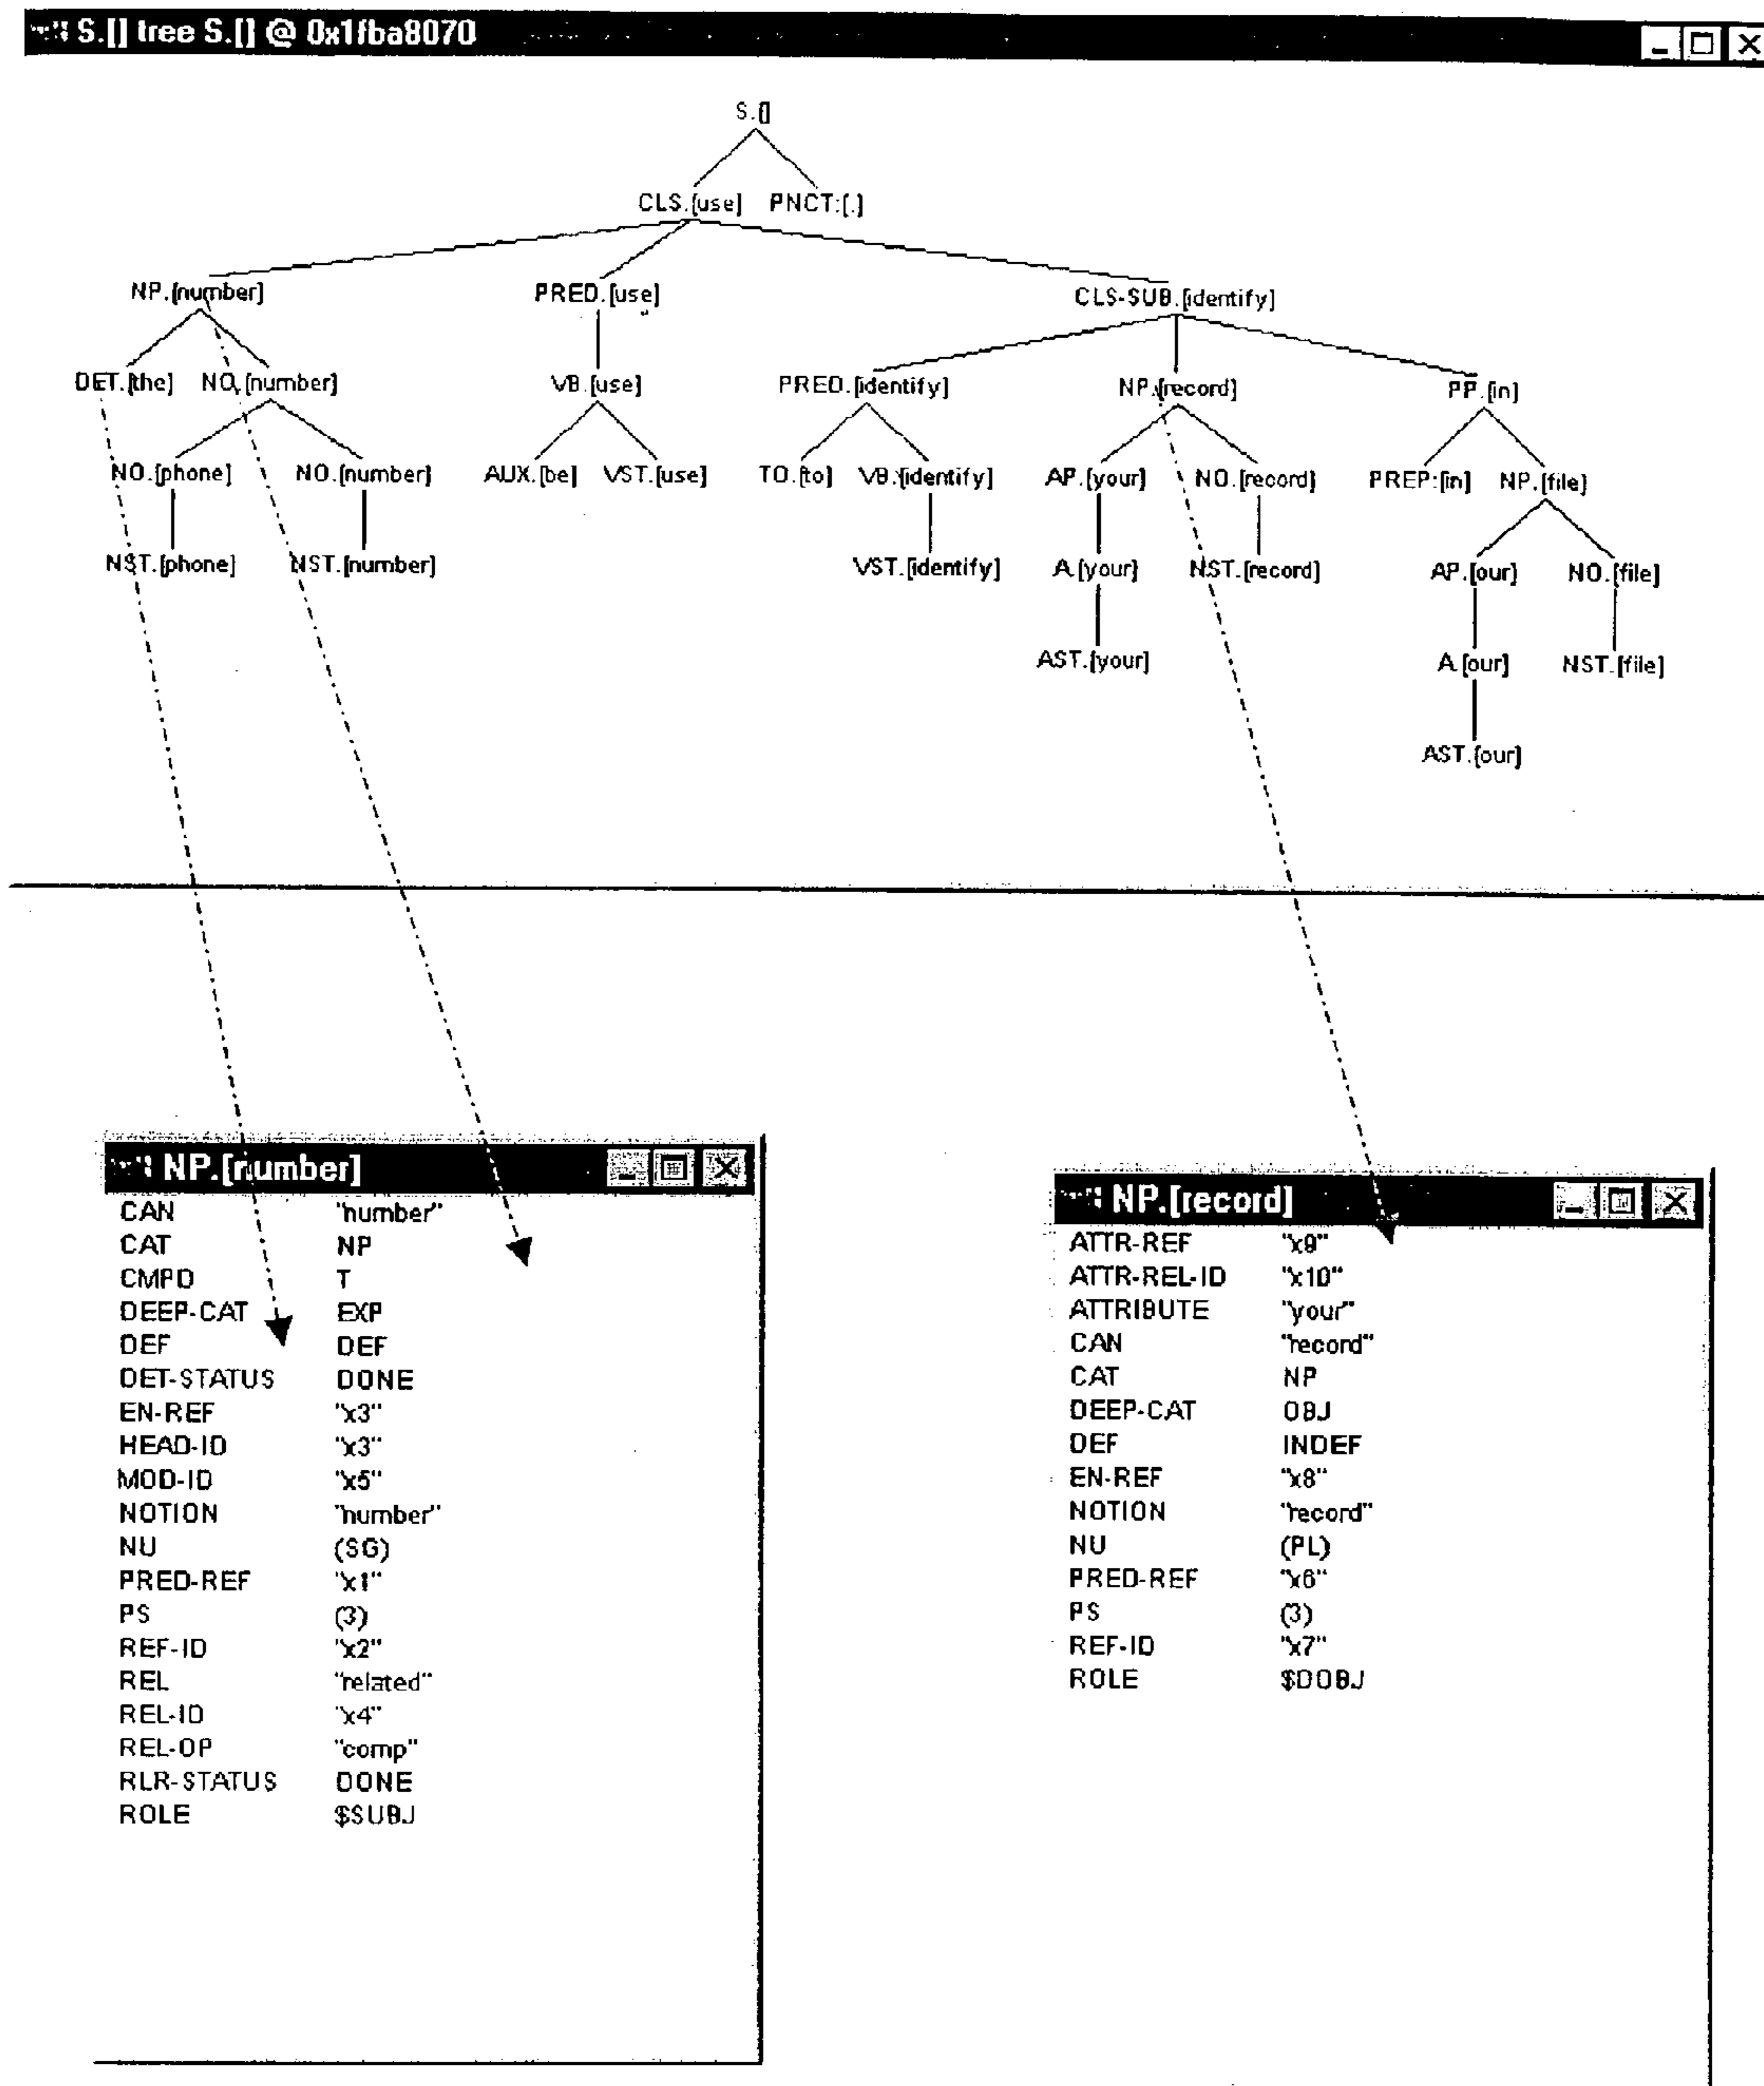 S.[] tree S.[] @ 0x1fba8070
S.[]
CLS.[use] PNCT:[.]
NP.[number] PRED.[use] CLS-SUB.[identify]
DET.[the] NO.[number] VB.[use] PRED.[identify] NP.[record] PP.[in]
NO.[phone] NO.[number] AUX.[be] VST.[use] TO.[to] VB.[identify] AP.[your] NO.[record] PREP:[in] NP.[file]
NST.[phone] NST.[number] VST.[identify] A.[your] NST.[record] AP.[our] NO.[file]
AST.[your] A.[our] NST.[file]
AST.[our]
NP.[number]
CAN "number"
CAT NP
CMPD T
DEEP-CAT EXP
DEF DEF
DET-STATUS DONE
EN-REF "x3"
HEAD-ID "x3"
MOD-ID "x5"
NOTION "number"
NU (SG)
PRED-REF "x1"
PS (3)
REF-ID "x2"
REL "related"
REL-ID "x4"
REL-OP "comp"
RLR-STATUS DONE
ROLE $SUBJ
NP.[record]
ATTR-REF "x9"
ATTR-REL-ID "x10"
ATTRIBUTE "your"
CAN "record"
CAT NP
DEEP-CAT OBJ
DEF INDEF
EN-REF "x8"
NOTION "record"
NU (PL)
PRED-REF "x6"
PS (3)
REF-ID "x7"
ROLE $DOBJ